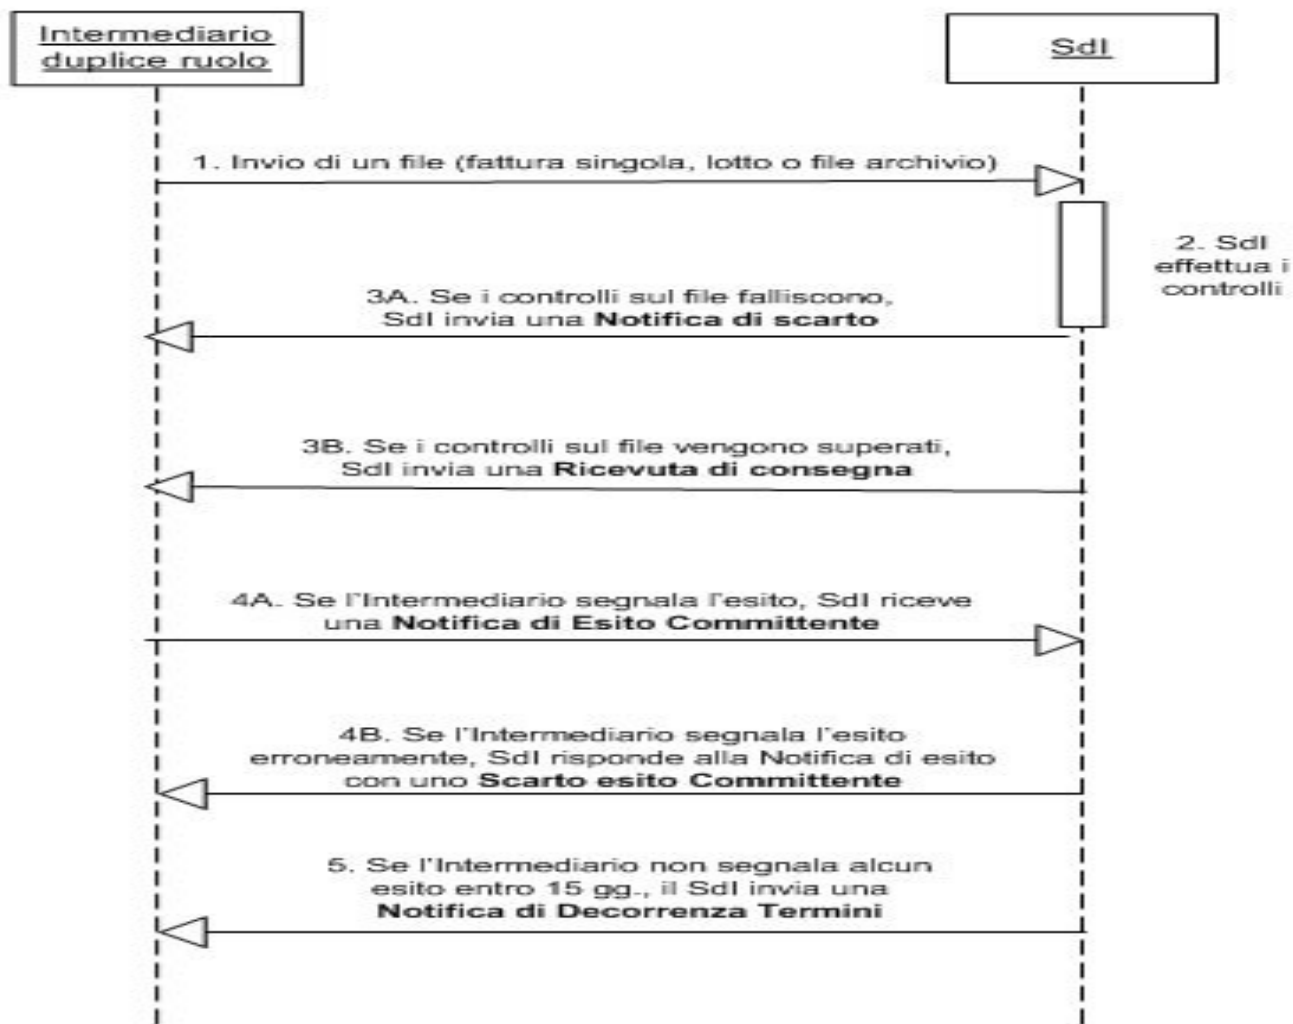 Intermediario
duplice ruolo
SdI
1. Invio di un file (fattura singola, lotto o file archivio)
2. SdI
effettua i
controlli
3A. Se i controlli sul file falliscono,
SdI invia una Notifica di scarto
3B. Se i controlli sul file vengono superati,
SdI invia una Ricevuta di consegna
4A. Se l'Intermediario segnala l'esito, SdI riceve
una Notifica di Esito Committente
4B. Se l'Intermediario segnala l'esito
erroneamente, SdI risponde alla Notifica di esito
con uno Scarto esito Committente
5. Se l'Intermediario non segnala alcun
esito entro 15 gg., il SdI invia una
Notifica di Decorrenza Termini